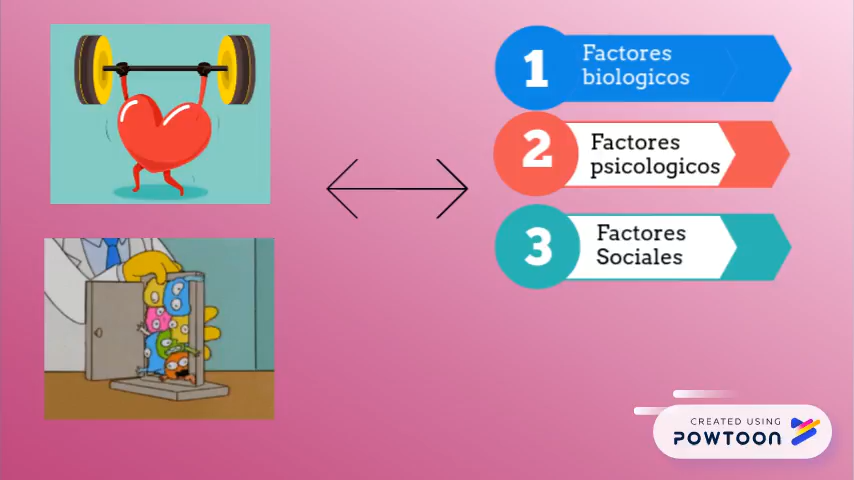 1
Factores
biologicos
2
Factores
psicologicos
3
Factores
Sociales
CREATED USING
POWTOON